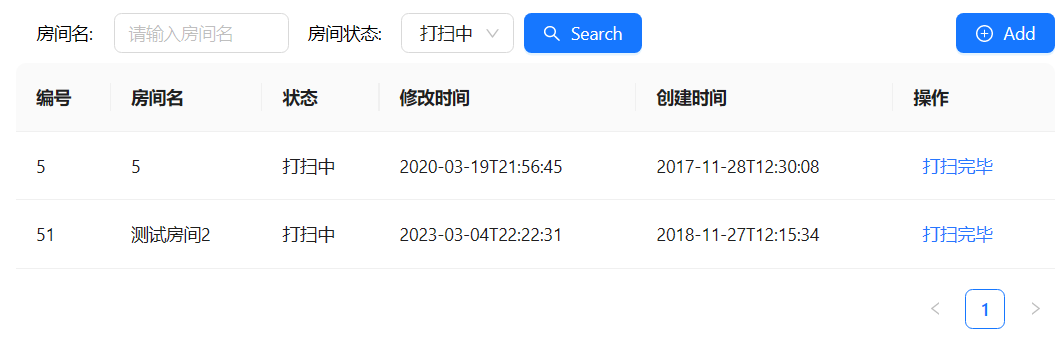 房间名: 请输入房间名 房间状态: 打扫中 Search Add
编号 房间名 状态 修改时间 创建时间 操作
5 5 打扫中 2020-03-19T21:56:45 2017-11-28T12:30:08 打扫完毕
51 测试房间2 打扫中 2023-03-04T22:22:31 2018-11-27T12:15:34 打扫完毕
1